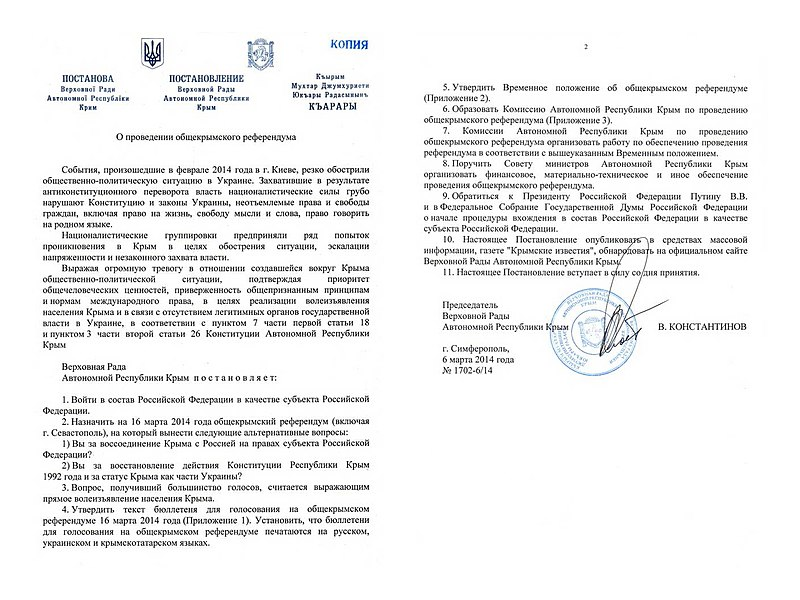 КОПИЯ
ПОСТАНОВА
Верховної Ради
Автономної Республіки
Крим
ПОСТАНОВЛЕНИЕ
Верховной Рады
Автономной Республики
Крым
Къырым
Мухтар Джумхуриети
Юкъары Радасынынъ
КЪАРАРЫ
О проведении общекрымского референдума
События, произошедшие в феврале 2014 года в г. Киеве, резко обострили
общественно-политическую ситуацию в Украине. Захватившие в результате
антиконституционного переворота власть националистические силы грубо
нарушают Конституцию и законы Украины, неотъемлемые права и свободы
граждан, включая право на жизнь, свободу мысли и слова, право говорить
на родном языке.
Националистические группировки предприняли ряд попыток
проникновения в Крым в целях обострения ситуации, эскалации
напряженности и незаконного захвата власти.
Выражая огромную тревогу в отношении создавшейся вокруг Крыма
общественно-политической ситуации, подтверждая приоритет
общечеловеческих ценностей, приверженность общепризнанным принципам
и нормам международного права, в целях реализации волеизъявления
населения Крыма и в связи с отсутствием легитимных органов государственной
власти в Украине, в соответствии с пунктом 7 части первой статьи 18
и пунктом 3 части второй статьи 26 Конституции Автономной Республики
Крым
Верховная Рада
Автономной Республики Крым п о с т а н о в л я е т:
1. Войти в состав Российской Федерации в качестве субъекта Российской
Федерации.
2. Назначить на 16 марта 2014 года общекрымский референдум (включая
г. Севастополь), на который вынести следующие альтернативные вопросы:
1) Вы за воссоединение Крыма с Россией на правах субъекта Российской
Федерации?
2) Вы за восстановление действия Конституции Республики Крым
1992 года и за статус Крыма как части Украины?
3. Вопрос, получивший большинство голосов, считается выражающим
прямое волеизъявление населения Крыма.
4. Утвердить текст бюллетеня для голосования на общекрымском
референдуме 16 марта 2014 года (Приложение 1). Установить, что бюллетени
для голосования на общекрымском референдуме печатаются на русском,
украинском и крымскотатарском языках.
2
5. Утвердить Временное положение об общекрымском референдуме
(Приложение 2).
6. Образовать Комиссию Автономной Республики Крым по проведению
общекрымского референдума (Приложение 3).
7. Комиссии Автономной Республики Крым по проведению
общекрымского референдума организовать работу по обеспечению проведения
референдума в соответствии с вышеуказанным Временным положением.
8. Поручить Совету министров Автономной Республики Крым
организовать финансовое, материально-техническое и иное обеспечение
проведения общекрымского референдума.
9. Обратиться к Президенту Российской Федерации Путину В.В.
и в Федеральное Собрание Государственной Думы Российской Федерации
о начале процедуры вхождения в состав Российской Федерации в качестве
субъекта Российской Федерации.
10. Настоящее Постановление опубликовать в средствах массовой
информации, газете "Крымские известия", обнародовать на официальном сайте
Верховной Рады Автономной Республики Крым.
11. Настоящее Постановление вступает в силу со дня принятия.
Председатель
Верховной Рады
Автономной Республики Крым В. КОНСТАНТИНОВ
г. Симферополь,
6 марта 2014 года
№ 1702-6/14